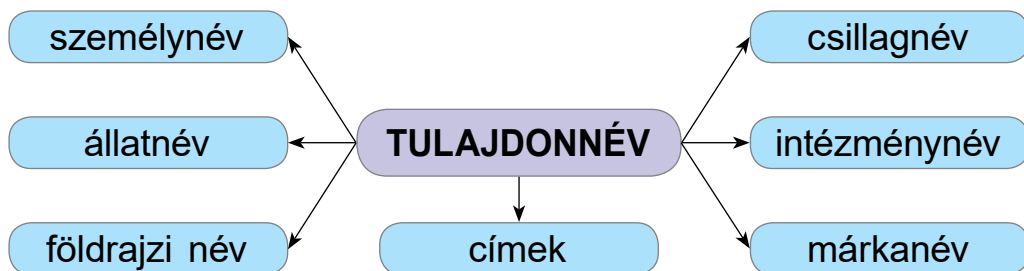 személynév
csillagnév
állatnév
TULAJDONNÉV
intézménynév
földrajzi név
címek
márkanév